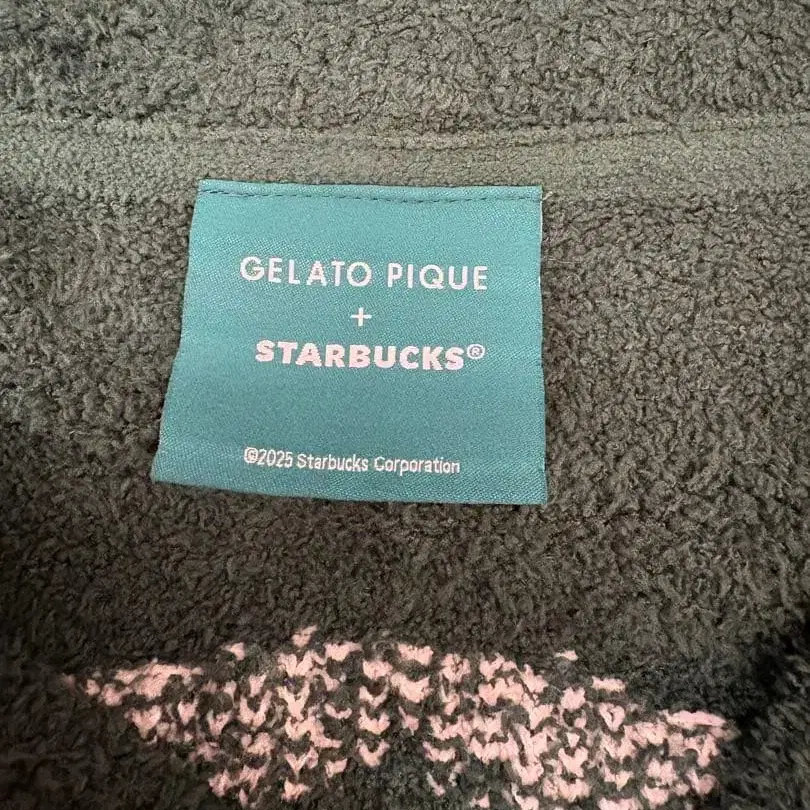 GELATO PIQUE
+
STARBUCKS®
©2025 Starbucks Corporation